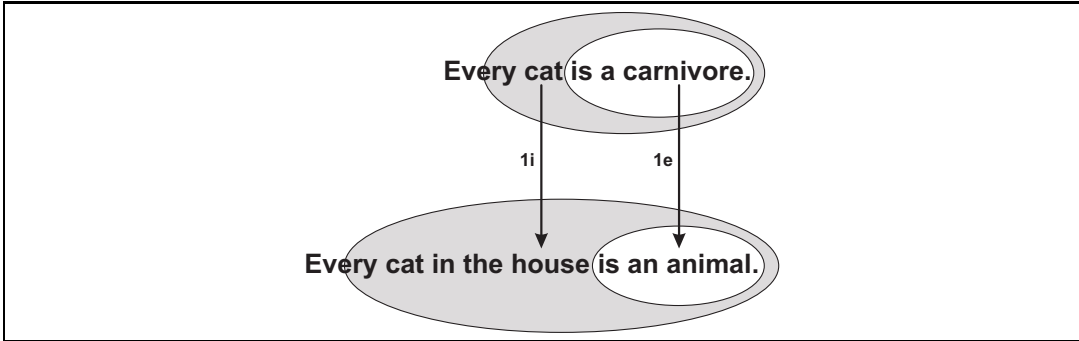 Every cat is a carnivore.
1i 1e
Every cat in the house is an animal.